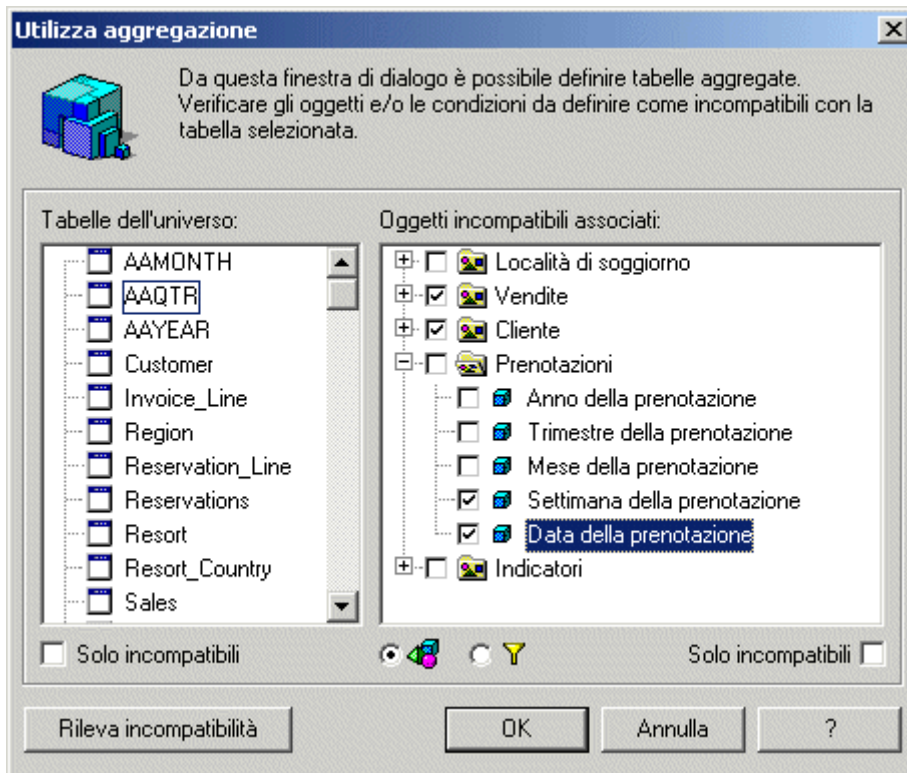 Utilizza aggregazione
Da questa finestra di dialogo è possibile definire tabelle aggregate.
Verificare gli oggetti e/o le condizioni da definire come incompatibili con la
tabella selezionata.
Tabelle dell'universo:
AAMONTH
AAQTR
AAYEAR
Customer
Invoice_Line
Region
Reservation_Line
Reservations
Resort
Resort_Country
Sales
Solo incompatibili
Oggetti incompatibili associati:
Località di soggiorno
Vendite
Cliente
Prenotazioni
Anno della prenotazione
Trimestre della prenotazione
Mese della prenotazione
Settimana della prenotazione
Data della prenotazione
Indicatori
Solo incompatibili
Rileva incompatibilità
OK
Annulla
?